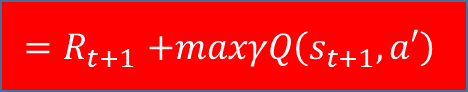 = R_{t+1} +maxγQ(s_{t+1}, a′)